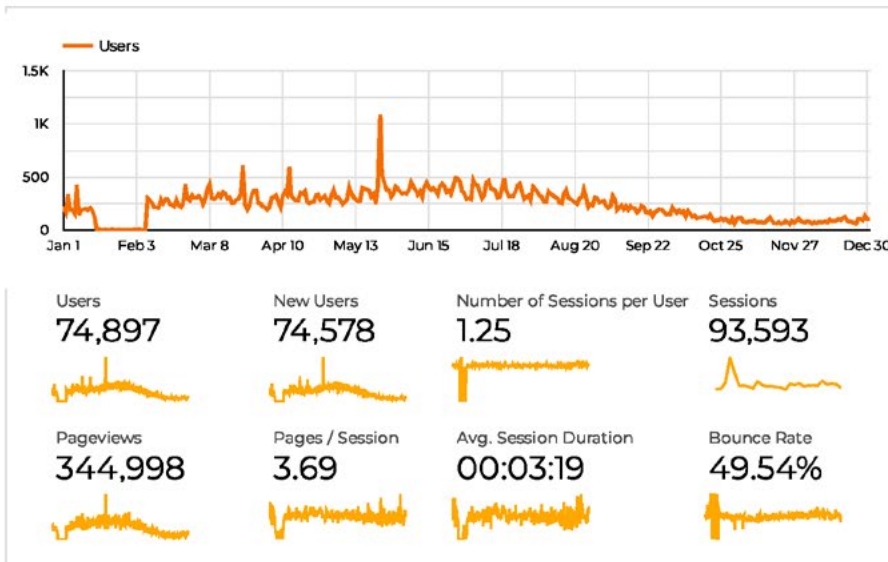 Users
1.5K
1K
500
0
Jan 1 Feb 3 Mar 8 Apr 10 May 13 Jun 15 Jul 18 Aug 20 Sep 22 Oct 25 Nov 27 Dec 30
Users New Users Number of Sessions per User Sessions
74,897 74,578 1.25 93,593
Pageviews Pages / Session Avg. Session Duration Bounce Rate
344,998 3.69 00:03:19 49.54%